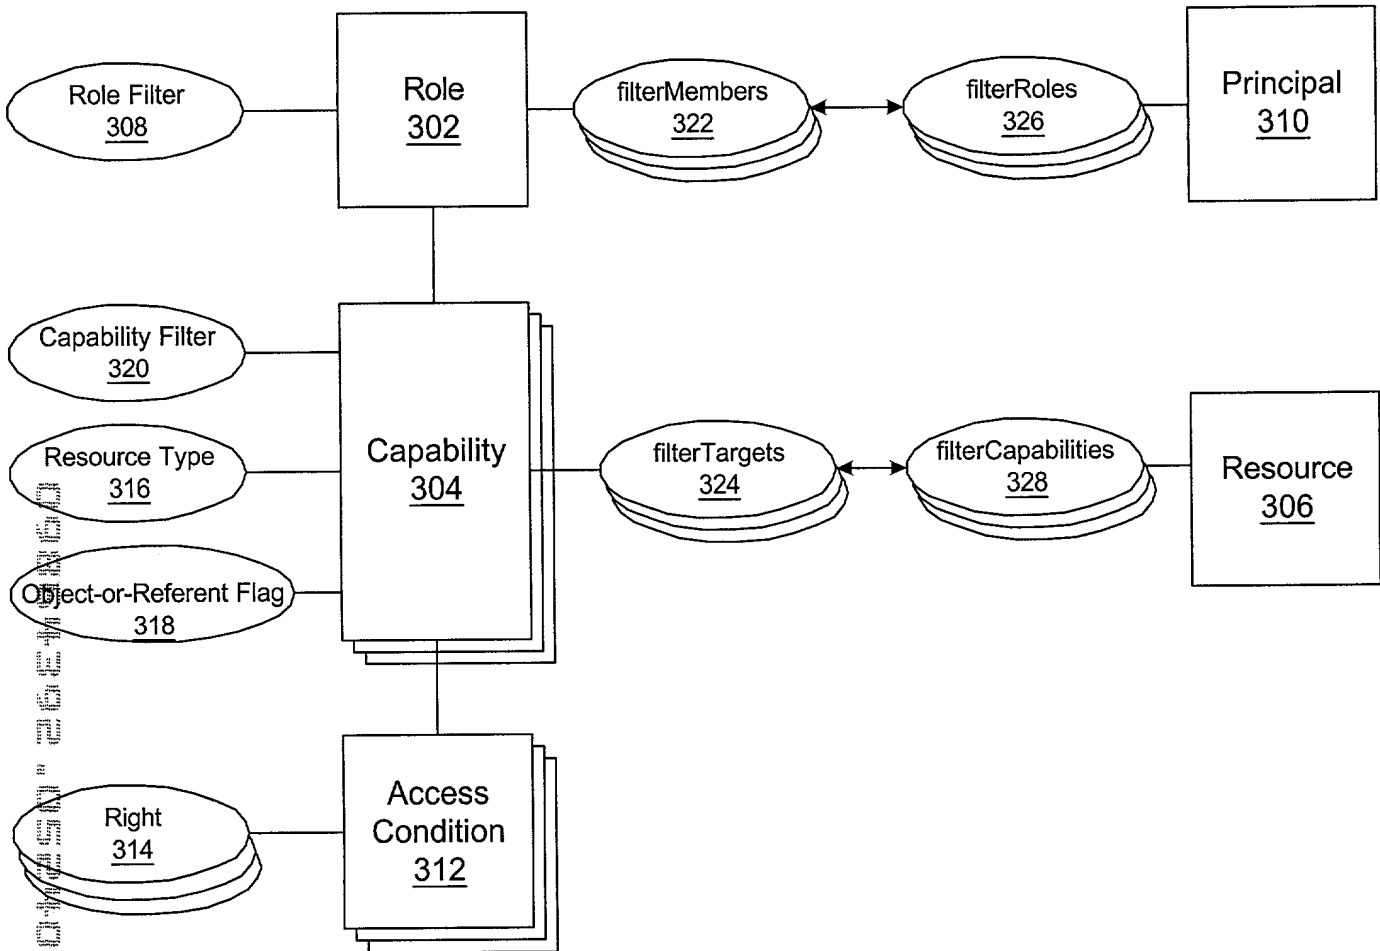 Role Filter
308
Role
302
filterMembers
322
filterRoles
326
Principal
310
Capability Filter
320
Resource Type
316
Object-or-Referent Flag
318
Capability
304
filterTargets
324
filterCapabilities
328
Resource
306
Right
314
Access
Condition
312